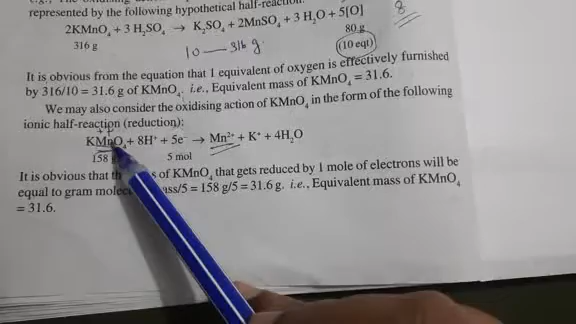 represented by the following hypothetical half-reaction:
8
2KMnO₄ + 3 H₂SO₄ → K₂SO₄ + 2MnSO₄ + 3 H₂O + 5[O]
316 g
80 g
10 — 316 g.
(10 eqt)
It is obvious from the equation that 1 equivalent of oxygen is effectively furnished
by 316/10 = 31.6 g of KMnO₄. i.e., Equivalent mass of KMnO₄ = 31.6.
We may also consider the oxidising action of KMnO₄ in the form of the following
ionic half-reaction (reduction):
KMnO₄ + 8H⁺ + 5e⁻ → Mn²⁺ + K⁺ + 4H₂O
158
5 mol
It is obvious that of KMnO₄ that gets reduced by 1 mole of electrons will be
equal to gram /5 = 158 g/5 = 31.6 g. i.e., Equivalent mass of KMnO₄
= 31.6.